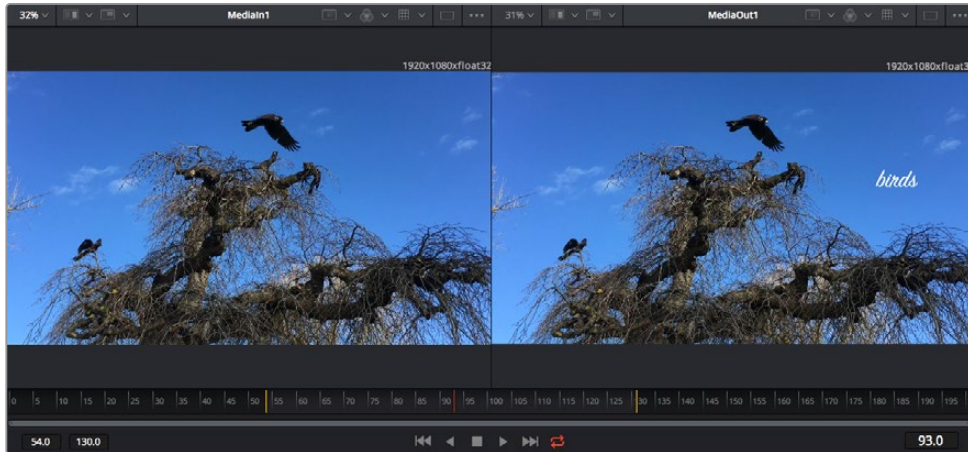 32% MediaIn1 31% MediaOut1
1920x1080xfloat32 1920x1080xfloat3
birds
0 5 10 15 20 25 30 35 40 45 50 55 60 65 70 75 80 85 90 95 100 105 110 115 120 125 130 135 140 145 150 155 160 165 170 175 180 185 190 195
54.0 130.0 93.0